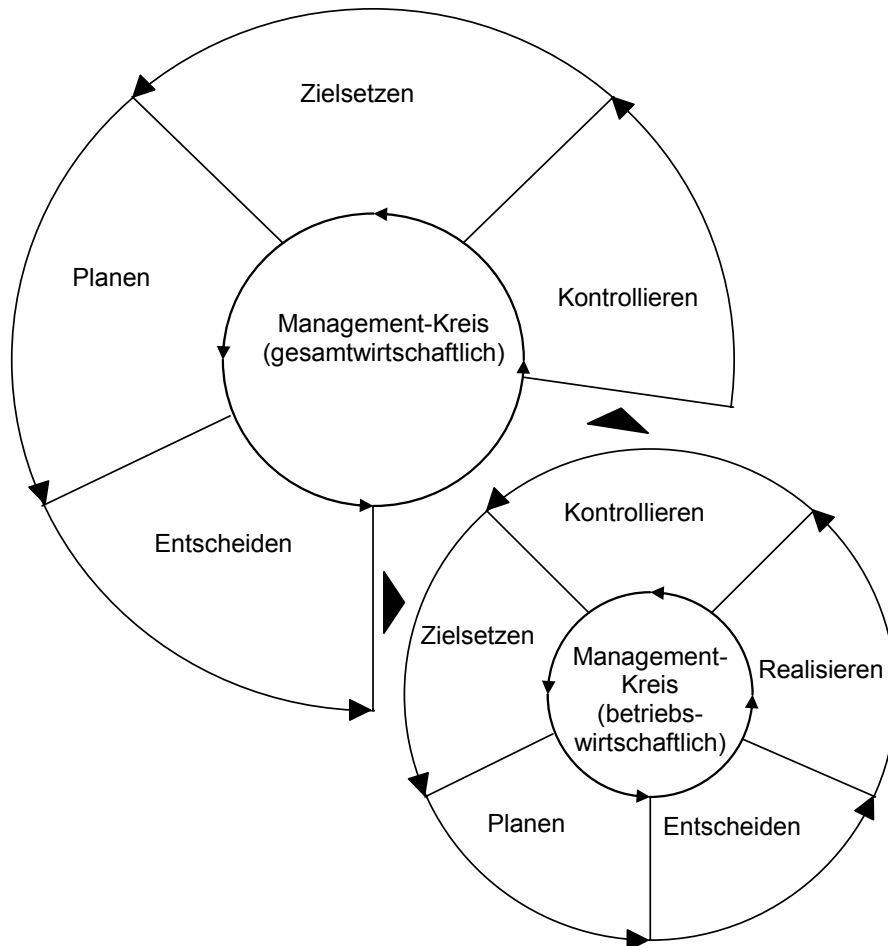 Zielsetzen
Planen
Kontrollieren
Management-Kreis
(gesamtwirtschaftlich)
Entscheiden
Kontrollieren
Zielsetzen
Management-
Kreis
(betriebs-
wirtschaftlich)
Realisieren
Planen
Entscheiden